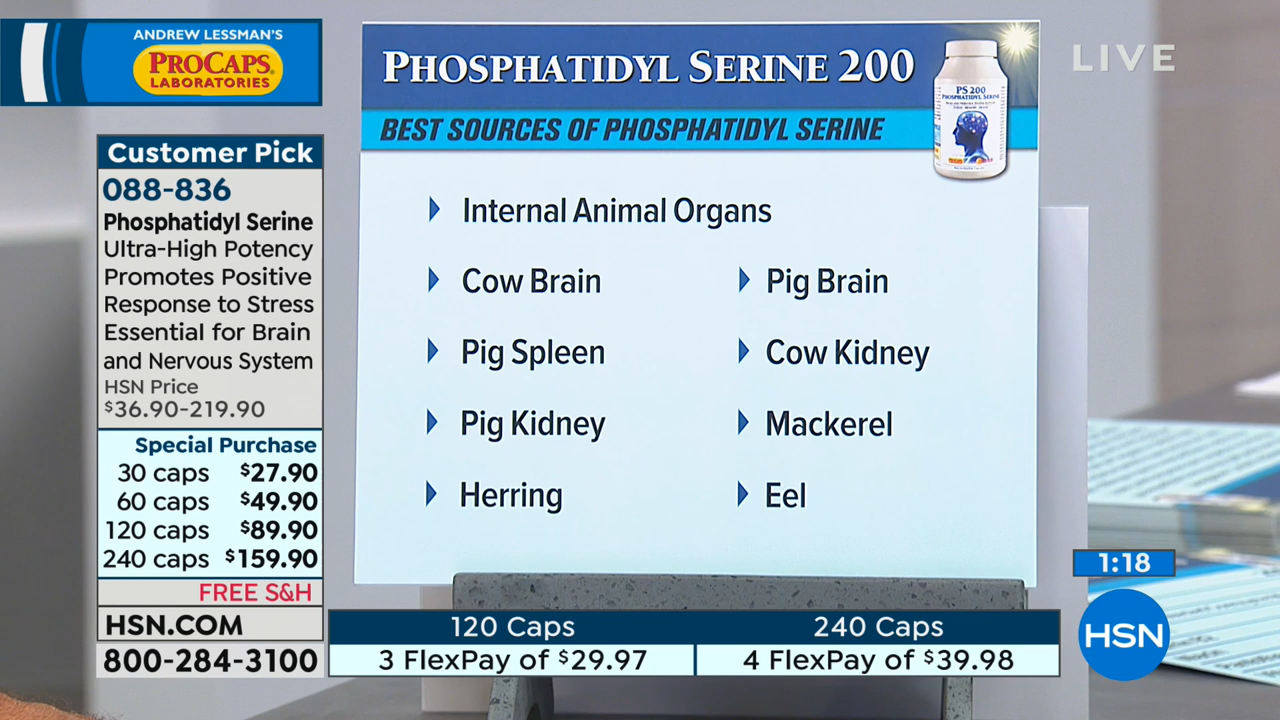 ANDREW LESSMAN'S
PROCAPS
LABORATORIES
Customer Pick
088-836
Phosphatidyl Serine
Ultra-High Potency
Promotes Positive
Response to Stress
Essential for Brain
and Nervous System
HSN Price
$36.90-219.90
Special Purchase
30 caps $27.90
60 caps $49.90
120 caps $89.90
240 caps $159.90
FREE S&H
HSN.COM
800-284-3100
PHOSPHATIDYL SERINE 200
BEST SOURCES OF PHOSPHATIDYL SERINE
PS 200
PHOSPHATIDYL SERINE
Internal Animal Organs
Cow Brain
Pig Brain
Pig Spleen
Cow Kidney
Pig Kidney
Mackerel
Herring
Eel
LIVE
1:18
HSN
120 Caps
240 Caps
3 FlexPay of $29.97
4 FlexPay of $39.98